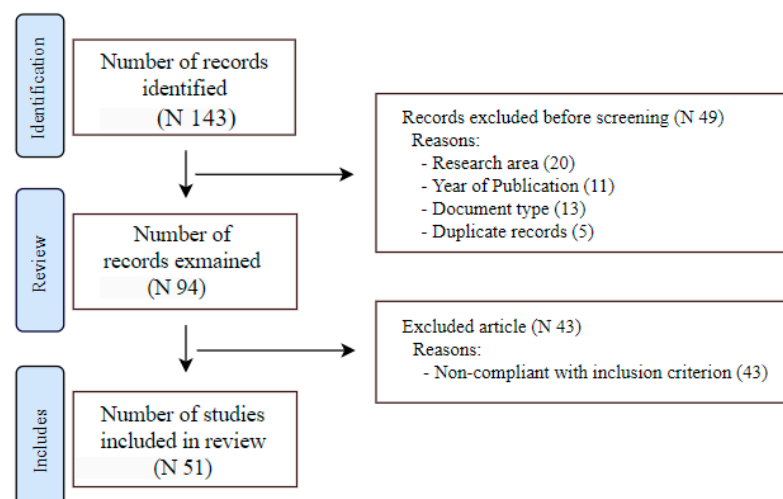 Identification
Number of records
identified
(N 143)
Records excluded before screening (N 49)
Reasons:
- Research area (20)
- Year of Publication (11)
- Document type (13)
- Duplicate records (5)
Review
Number of
records exmained
(N 94)
Excluded article (N 43)
Reasons:
- Non-compliant with inclusion criterion (43)
Includes
Number of studies
included in review
(N 51)